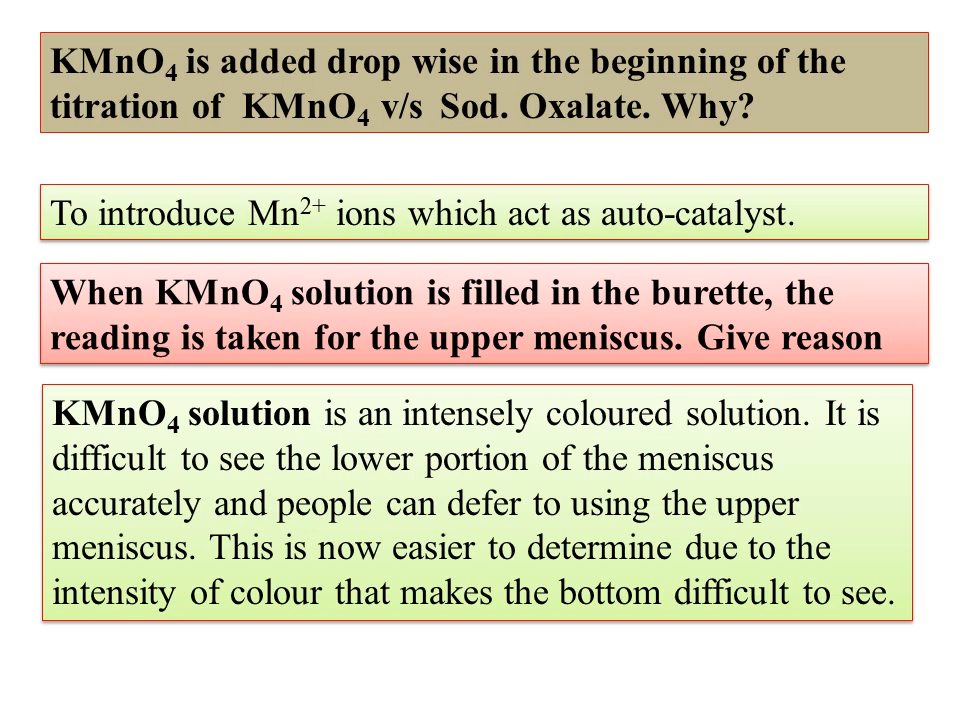 KMnO₄ is added drop wise in the beginning of the
titration of KMnO₄ v/s Sod. Oxalate. Why?
To introduce Mn²⁺ ions which act as auto-catalyst.
When KMnO₄ solution is filled in the burette, the
reading is taken for the upper meniscus. Give reason
KMnO₄ solution is an intensely coloured solution. It is
difficult to see the lower portion of the meniscus
accurately and people can defer to using the upper
meniscus. This is now easier to determine due to the
intensity of colour that makes the bottom difficult to see.